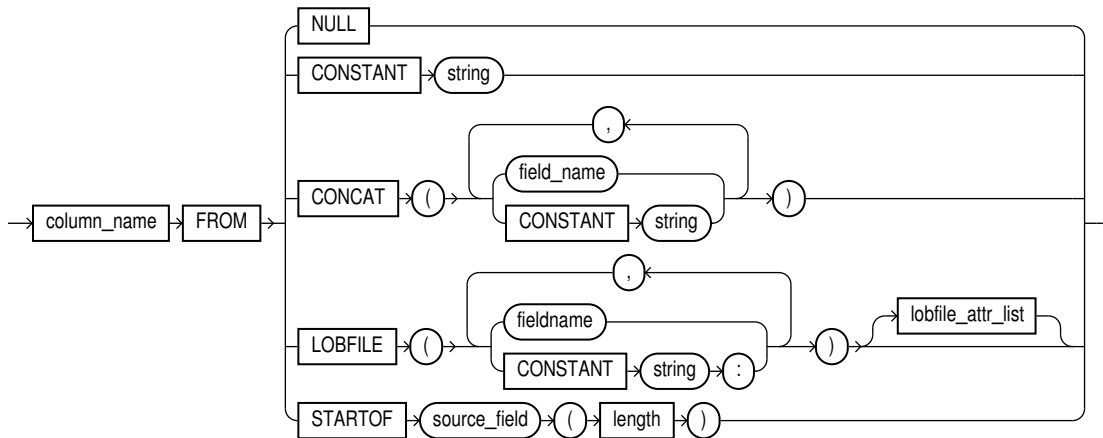 NULL
CONSTANT string
,
field_name
CONCAT ( )
CONSTANT string
column_name FROM
,
fieldname lobfile_attr_list
LOBFILE ( )
CONSTANT string :
STARTOF source_field ( length )